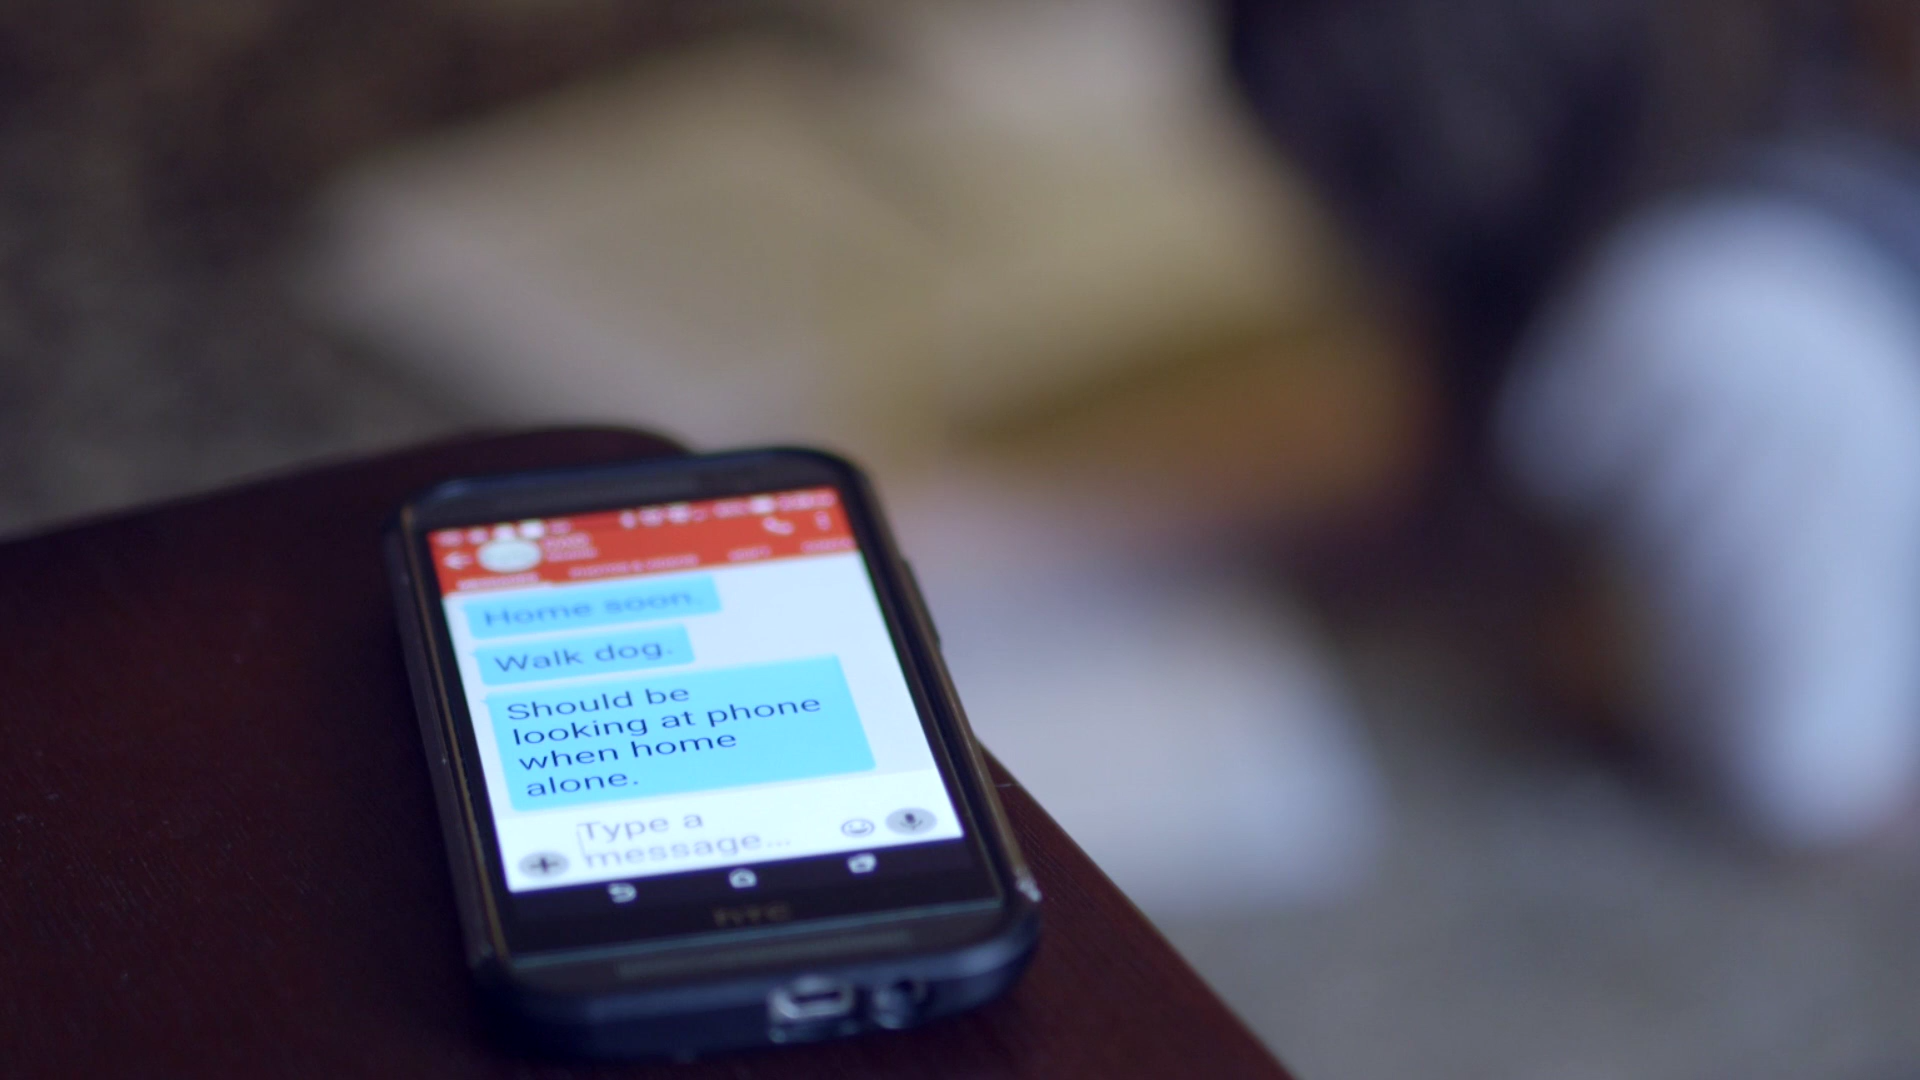 Home soon.
Walk dog.
Should be
looking at phone
when home
alone.
Type a
message...
hTC